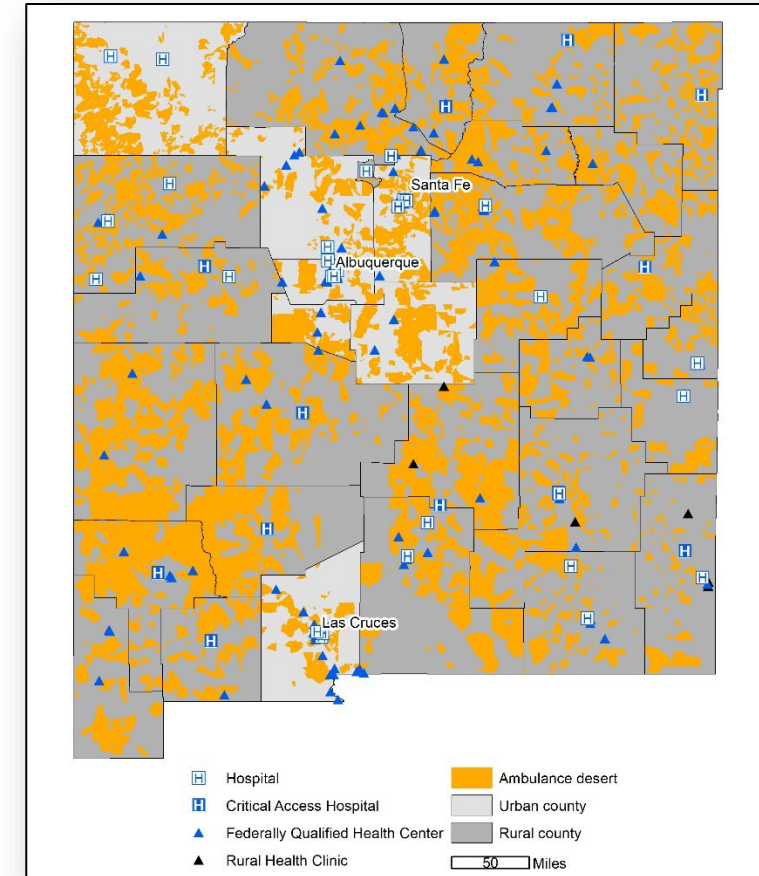 Santa Fe
Albuquerque
Las Cruces
H Hospital
H Critical Access Hospital
Federally Qualified Health Center
Rural Health Clinic
Ambulance desert
Urban county
Rural county
50 Miles